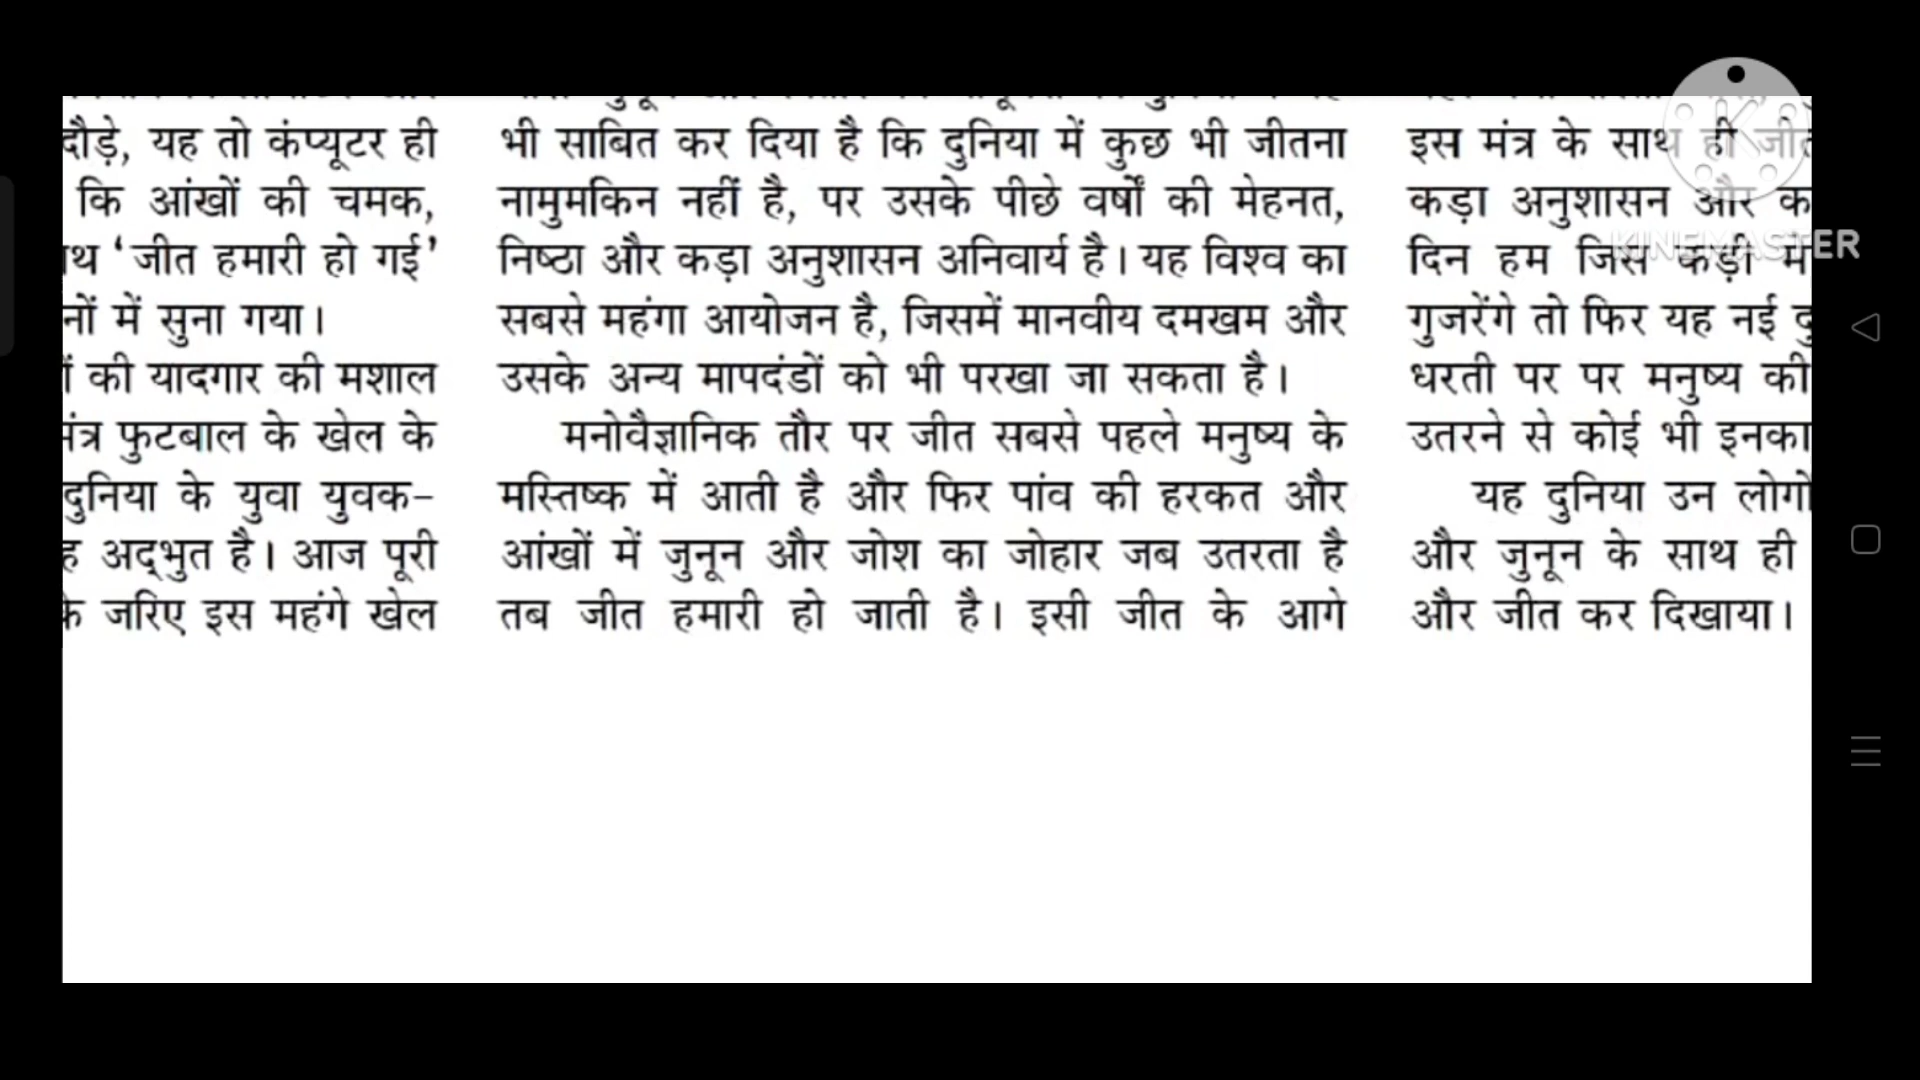 दौड़े, यह तो कंप्यूटर ही
कि आंखों की चमक,
‘जीत हमारी हो गई’
में सुना गया।
की यादगार की मशाल
फुटबाल के खेल के
दुनिया के युवा युवक-
अद्भुत है। आज पूरी
जरिए इस महंगे खेल
भी साबित कर दिया है कि दुनिया में कुछ भी जीतना
नामुमकिन नहीं है, पर उसके पीछे वर्षों की मेहनत,
निष्ठा और कड़ा अनुशासन अनिवार्य है। यह विश्व का
सबसे महंगा आयोजन है, जिसमें मानवीय दमखम और
उसके अन्य मापदंडों को भी परखा जा सकता है।
मनोवैज्ञानिक तौर पर जीत सबसे पहले मनुष्य के
मस्तिष्क में आती है और फिर पांव की हरकत और
आंखों में जुनून और जोश का जोहार जब उतरता है
तब जीत हमारी हो जाती है। इसी जीत के आगे
इस मंत्र के साथ ही
कड़ा अनुशासन और
दिन हम जिस कड़ी
गुजरेंगे तो फिर यह नई
धरती पर पर मनुष्य की
उतरने से कोई भी
यह दुनिया उन
और जुनून के साथ ही
और जीत कर दिखाया।
KINEMASTER